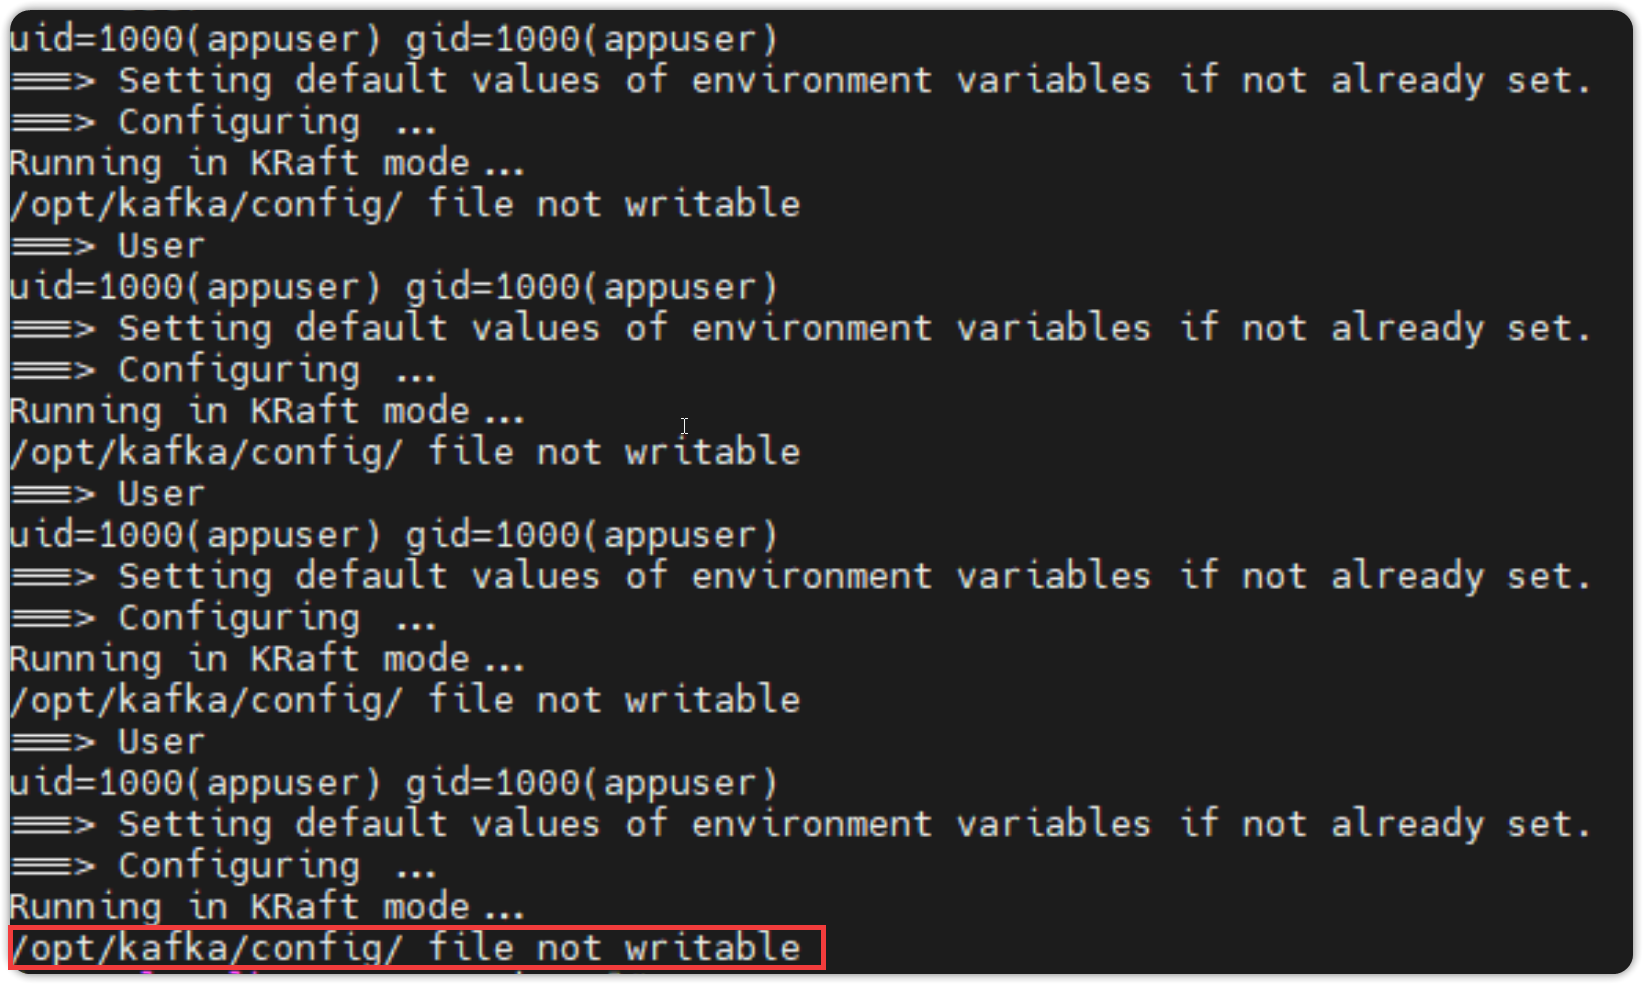 uid=1000(appuser) gid=1000(appuser)
===> Setting default values of environment variables if not already set.
===> Configuring ...
Running in KRaft mode...
/opt/kafka/config/ file not writable
===> User
uid=1000(appuser) gid=1000(appuser)
===> Setting default values of environment variables if not already set.
===> Configuring ...
Running in KRaft mode...
/opt/kafka/config/ file not writable
===> User
uid=1000(appuser) gid=1000(appuser)
===> Setting default values of environment variables if not already set.
===> Configuring ...
Running in KRaft mode...
/opt/kafka/config/ file not writable
===> User
uid=1000(appuser) gid=1000(appuser)
===> Setting default values of environment variables if not already set.
===> Configuring ...
Running in KRaft mode...
/opt/kafka/config/ file not writable